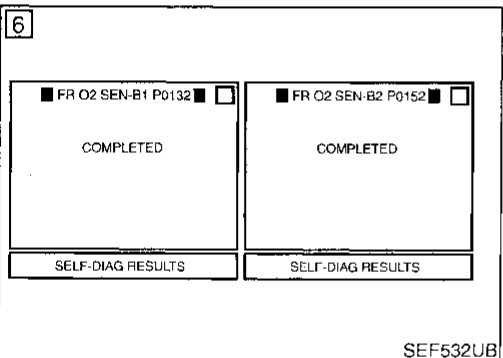 6
FR O2 SEN-B1 P0132
COMPLETED
SELF-DIAG RESULTS
FR O2 SEN-B2 P0152
COMPLETED
SELF-DIAG RESULTS
SEF532UB